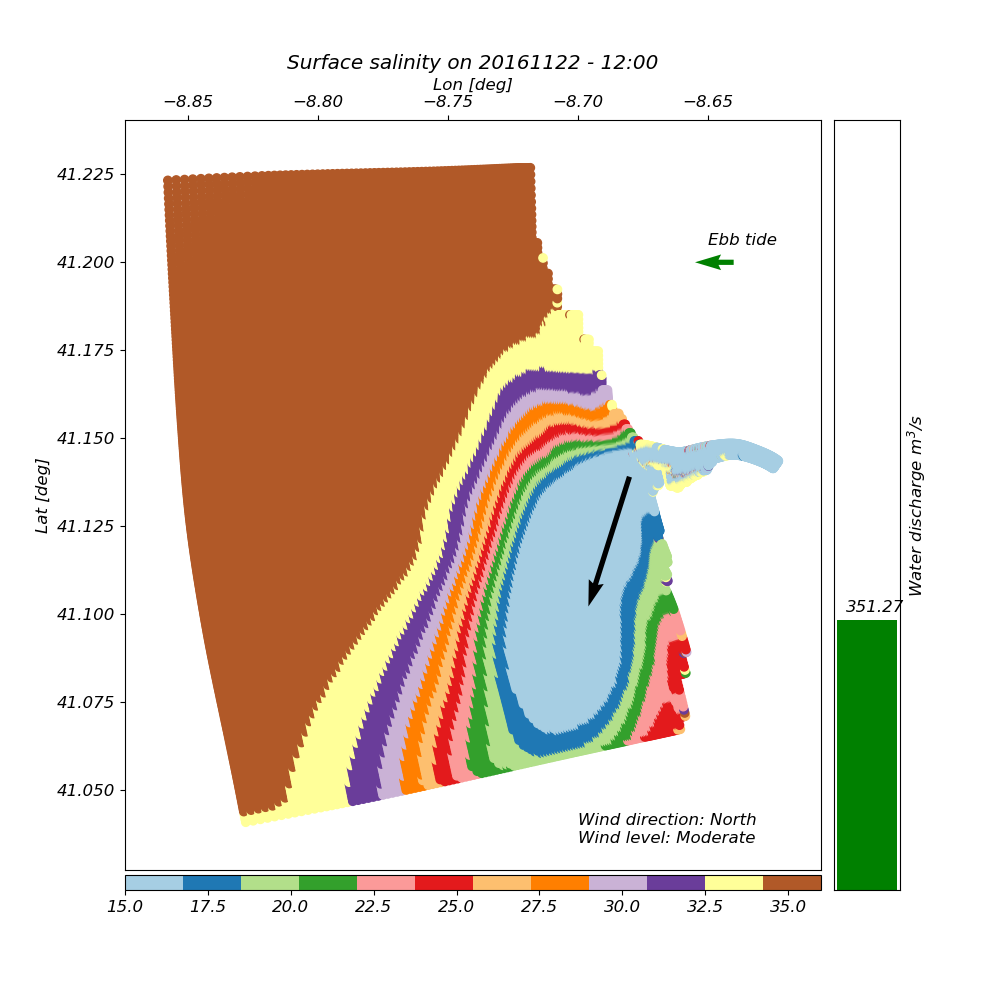 Surface salinity on 20161122 - 12:00
Lon [deg]
−8.85 −8.80 −8.75 −8.70 −8.65
41.225
41.200
41.175
41.150
41.125
41.100
41.075
41.050
Lat [deg]
Ebb tide
Wind direction: North
Wind level: Moderate
351.27
Water discharge m³/s
15.0 17.5 20.0 22.5 25.0 27.5 30.0 32.5 35.0